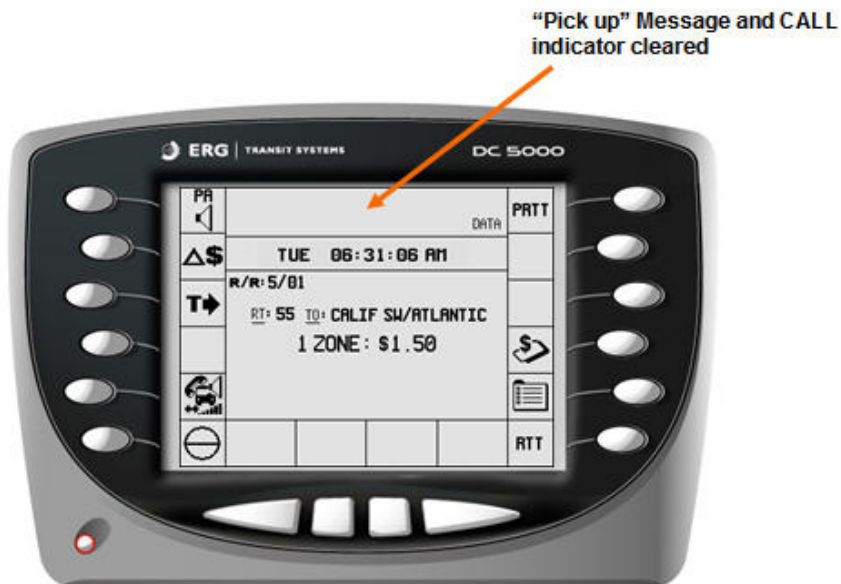 “Pick up” Message and CALL
indicator cleared
ERG | TRANSIT SYSTEMS
DC 5000
PA
PRTT
DATA
△$
TUE 06:31:06 AM
R/R:5/01
T➧
RT: 55 TO: CALIF SW/ATLANTIC
1 ZONE: $1.50
$
RTT